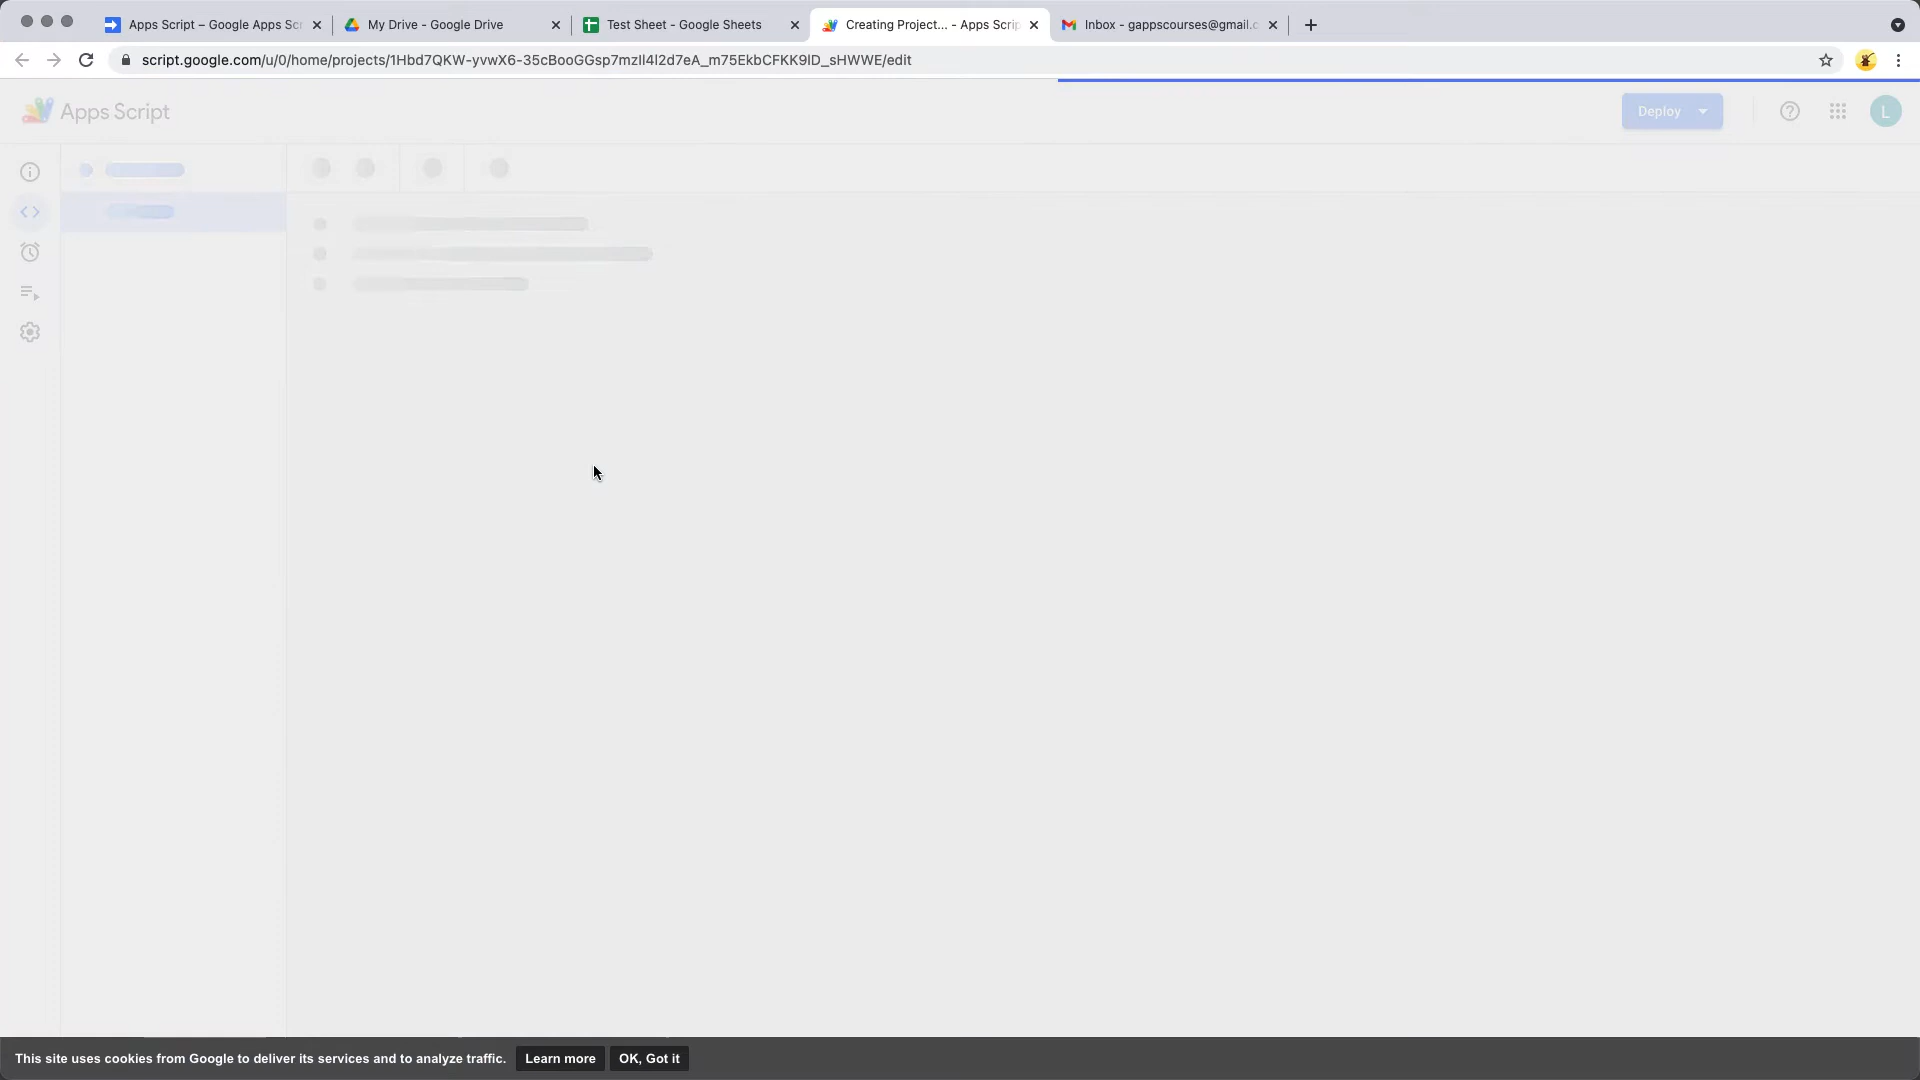 Apps Script – Google Apps Scr
My Drive - Google Drive
Test Sheet - Google Sheets
Creating Project... - Apps Scrip
Inbox - gappscourses@gmail.c
script.google.com/u/0/home/projects/1Hbd7QKW-yvwX6-35cBooGGsp7mzIl4l2d7eA_m75EkbCFKK9lD_sHWWE/edit
Apps Script
Deploy
L
This site uses cookies from Google to deliver its services and to analyze traffic.
Learn more
OK, Got it